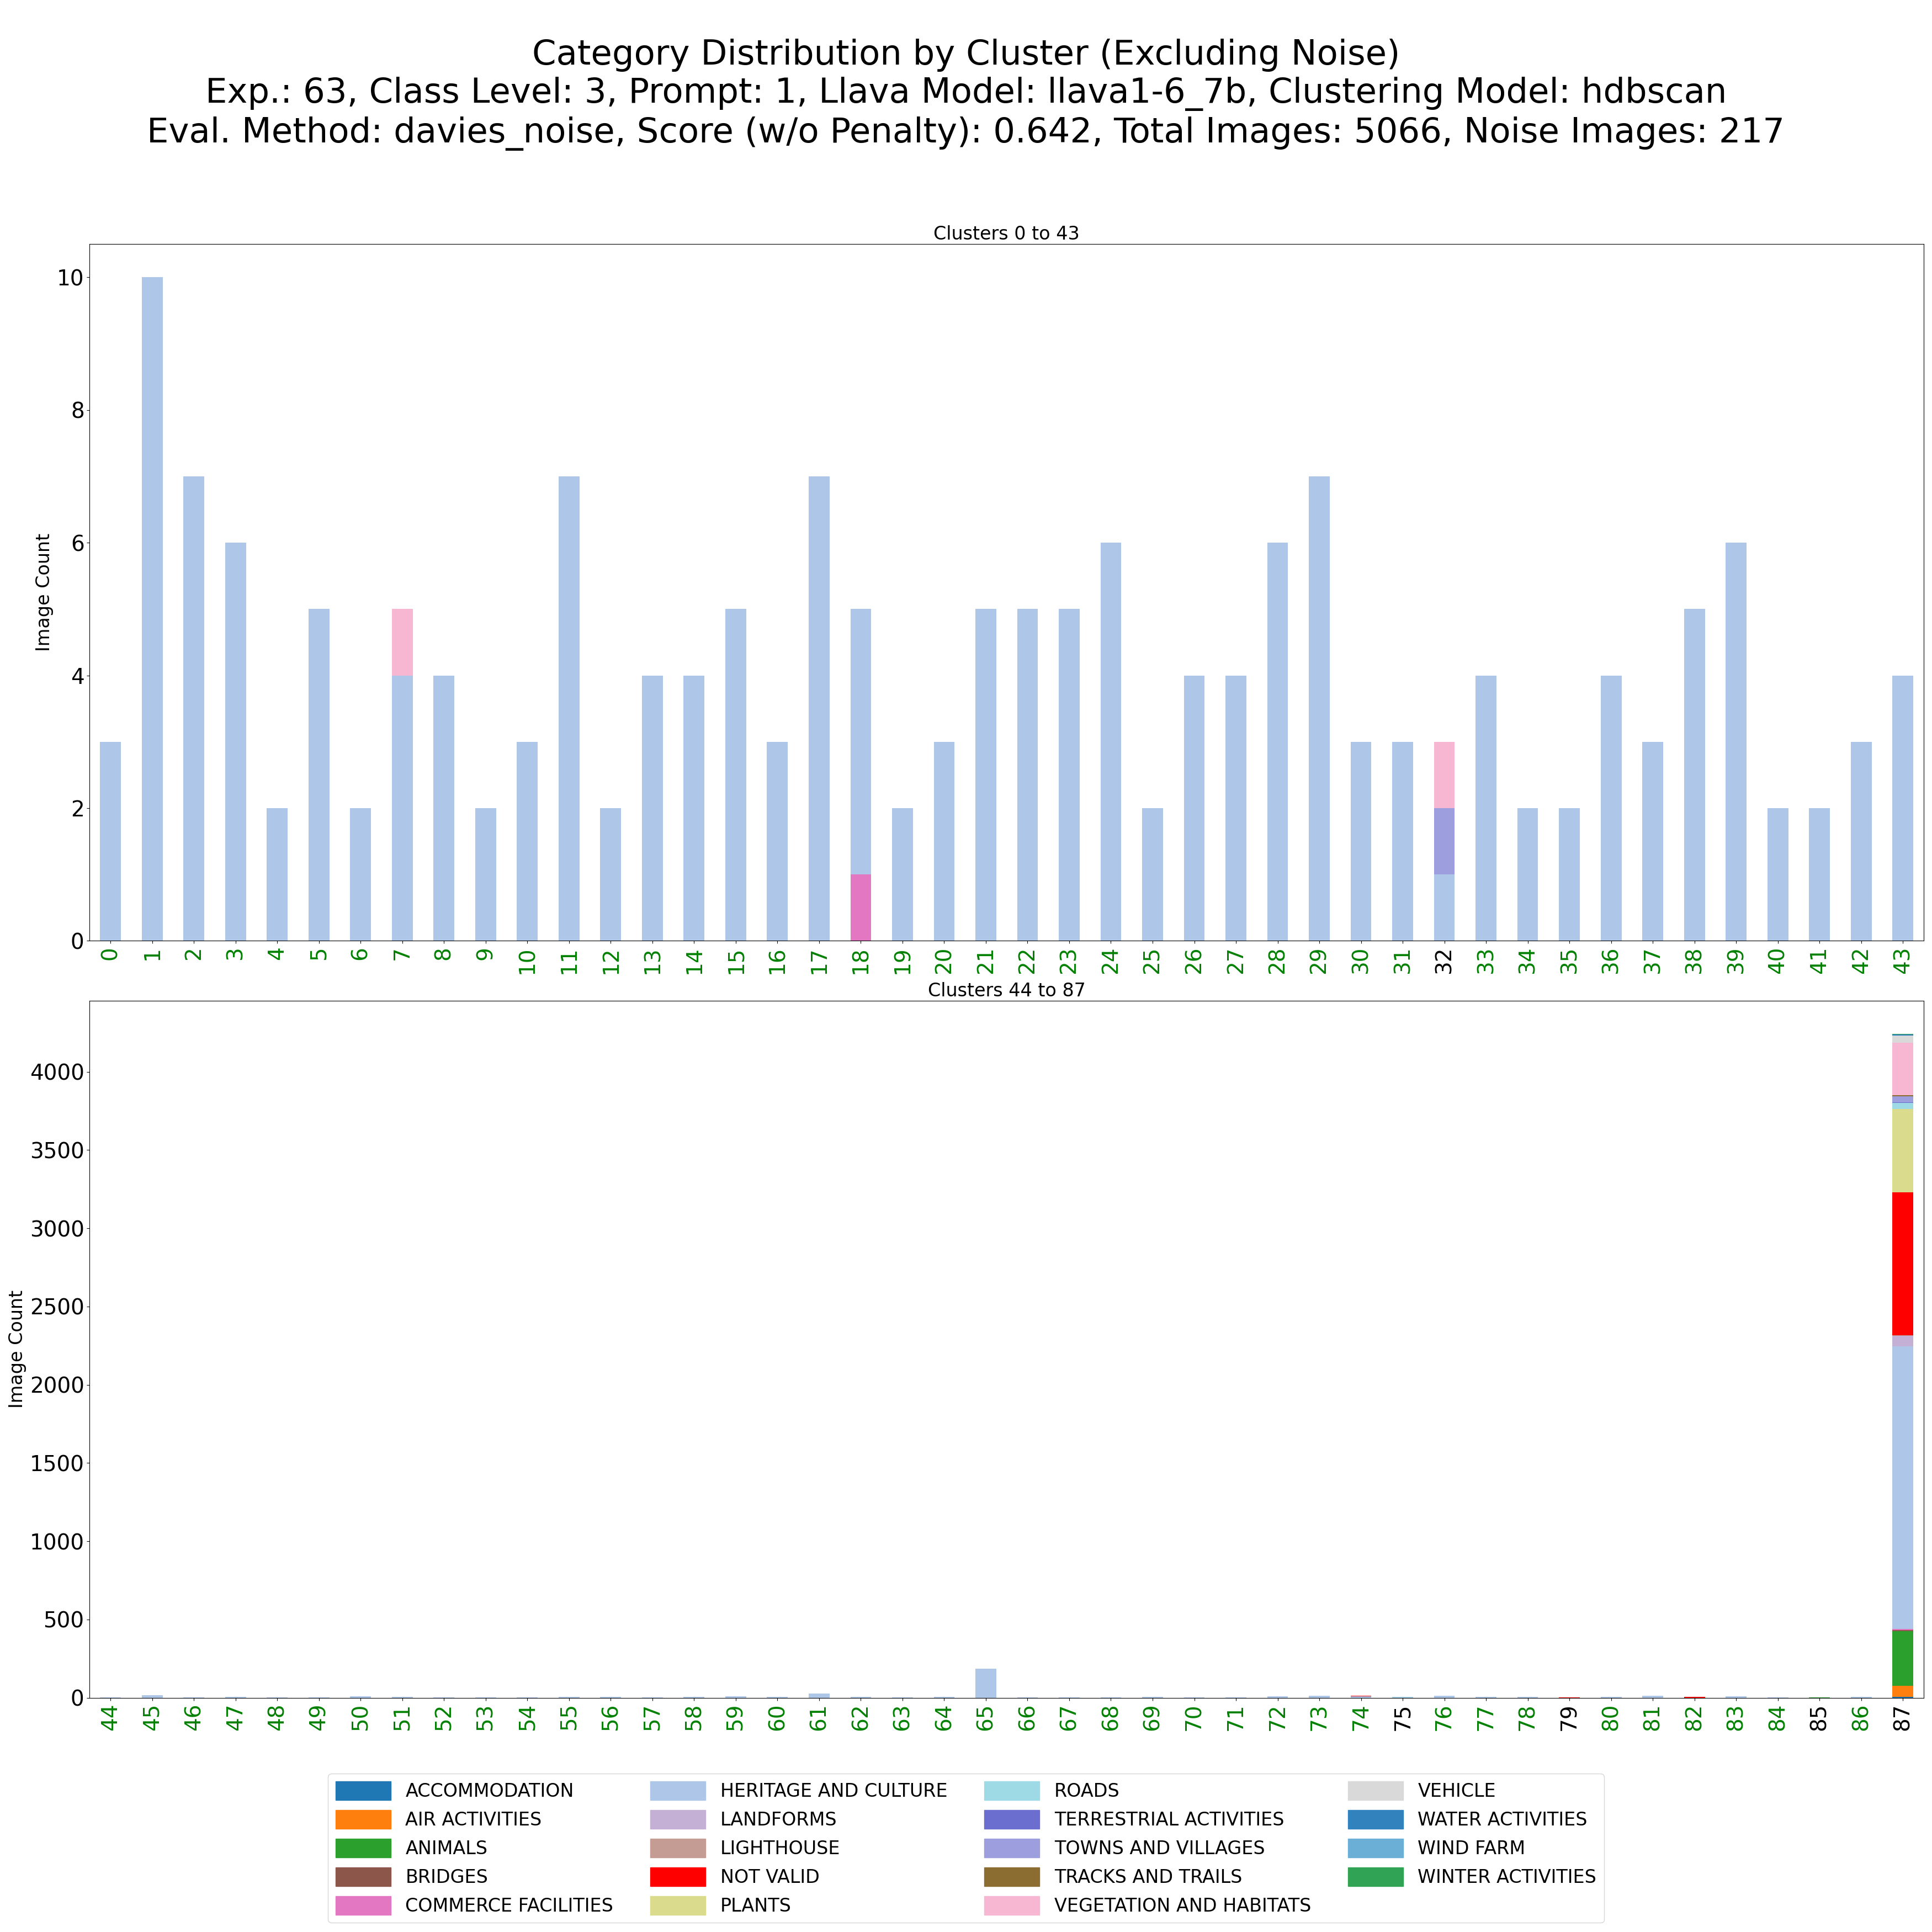 Category Distribution by Cluster (Excluding Noise)
Exp.: 63, Class Level: 3, Prompt: 1, Llava Model: llava1-6_7b, Clustering Model: hdbscan
Eval. Method: davies_noise, Score (w/o Penalty): 0.642, Total Images: 5066, Noise Images: 217
Clusters 0 to 43
Image Count
10
8
6
4
2
0
0 1 2 3 4 5 6 7 8 9 10 11 12 13 14 15 16 17 18 19 20 21 22 23 24 25 26 27 28 29 30 31 32 33 34 35 36 37 38 39 40 41 42 43
Clusters 44 to 87
Image Count
4000
3500
3000
2500
2000
1500
1000
500
0
44 45 46 47 48 49 50 51 52 53 54 55 56 57 58 59 60 61 62 63 64 65 66 67 68 69 70 71 72 73 74 75 76 77 78 79 80 81 82 83 84 85 86 87
ACCOMMODATION
AIR ACTIVITIES
ANIMALS
BRIDGES
COMMERCE FACILITIES
HERITAGE AND CULTURE
LANDFORMS
LIGHTHOUSE
NOT VALID
PLANTS
ROADS
TERRESTRIAL ACTIVITIES
TOWNS AND VILLAGES
TRACKS AND TRAILS
VEGETATION AND HABITATS
VEHICLE
WATER ACTIVITIES
WIND FARM
WINTER ACTIVITIES